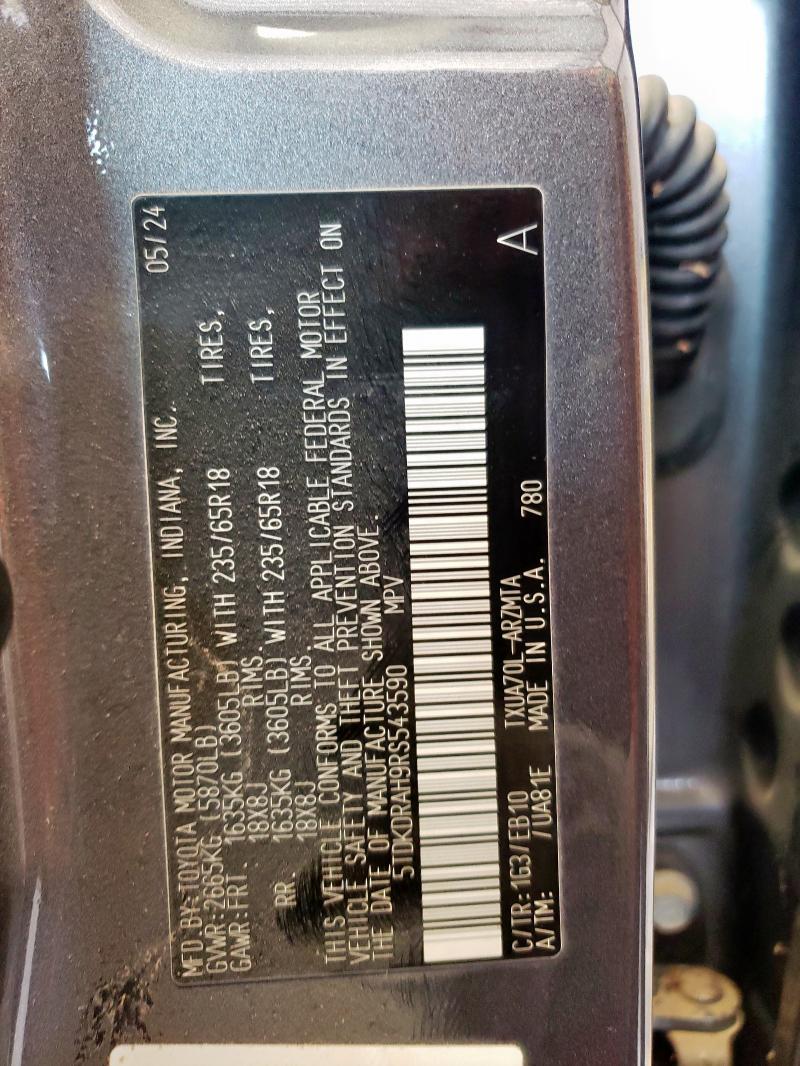 MFD BY:TOYOTA MOTOR MANUFACTURING, INDIANA, INC. 05/24
GVWR:2665KG (5870LB)
GAWR:FRT. 1635KG (3605LB) WITH 235/65R18 TIRES,
18X8J RIMS.
RR. 1635KG (3605LB) WITH 235/65R18 TIRES,
18X8J RIMS.
THIS VEHICLE CONFORMS TO ALL APPLICABLE FEDERAL MOTOR
VEHICLE SAFETY AND THEFT PREVENTION STANDARDS IN EFFECT ON
THE DATE OF MANUFACTURE SHOWN ABOVE.
5TDKDRAH9RS543590 MPV
C/TR:1G3/EB10 TXUA70L-ARZMTA A
A/TM: /UA81E MADE IN U.S.A. 780